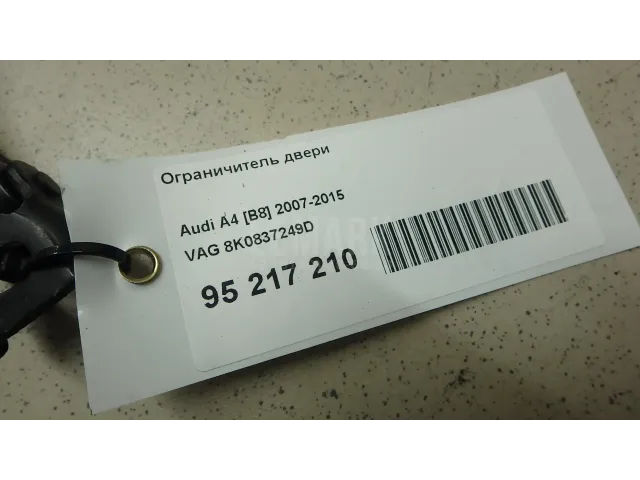 Ограничитель двери
Audi A4 [B8] 2007-2015
VAG 8K0837249D
95 217 210